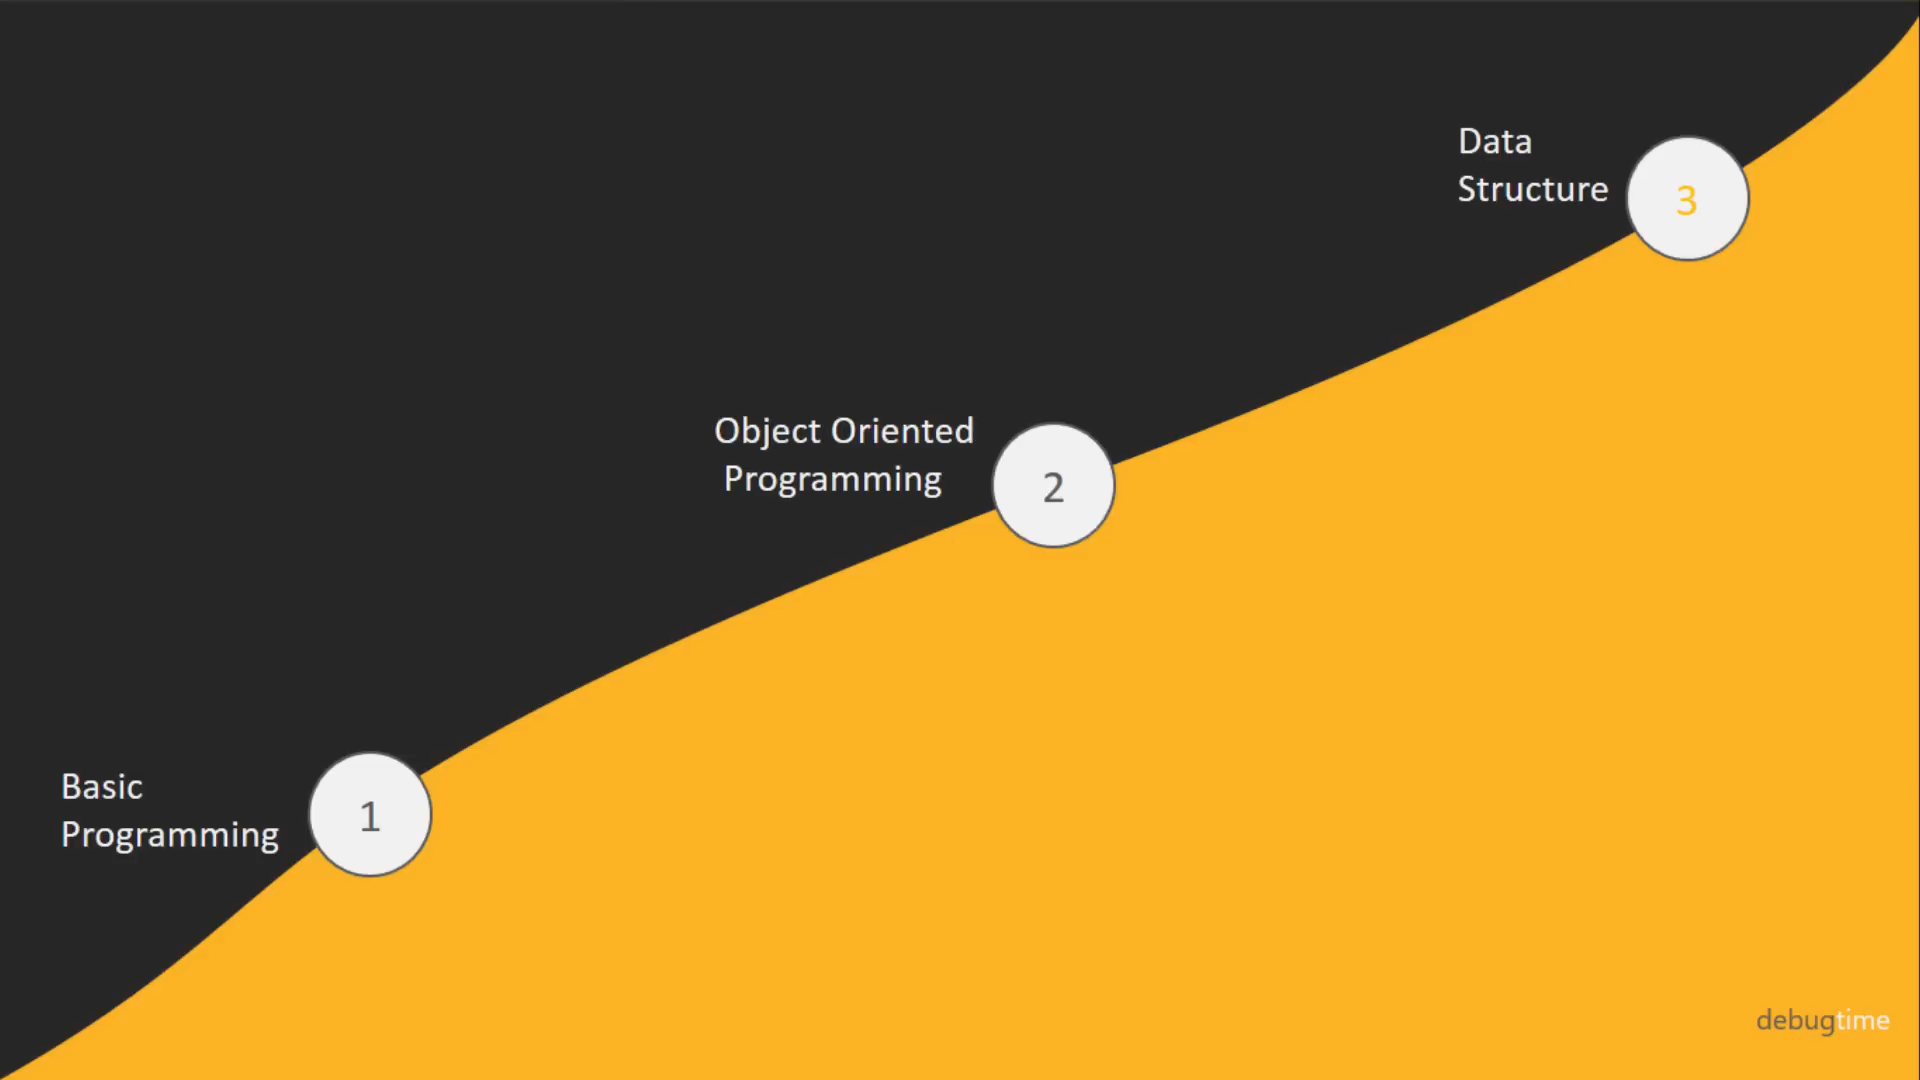 Data
Structure
3
Object Oriented
Programming
2
Basic
Programming
1
debugtime